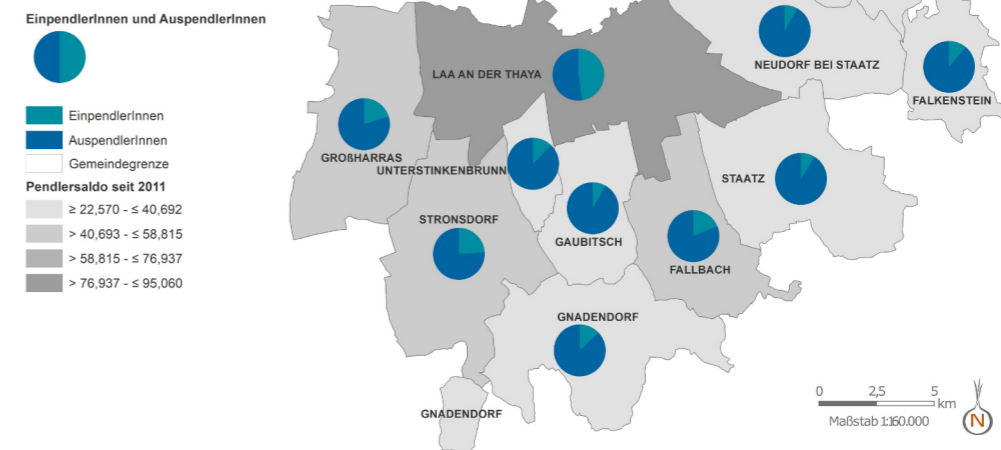 EinpendlerInnen und AuspendlerInnen
EinpendlerInnen
AuspendlerInnen
Gemeindegrenze
Pendlersaldo seit 2011
≥ 22,570 - ≤ 40,692
> 40,693 - ≤ 58,815
> 58,815 - ≤ 76,937
> 76,937 - ≤ 95,060
LAA AN DER THAYA
NEUDORF BEI STAATZ
FALKENSTEIN
GROßHARRAS
UNTERSTINKENBRUNN
STAATZ
STRONSDORF
GAUBITSCH
FALLBACH
GNADENDORF
GNADENDORF
0 2,5 5 km
Maßstab 1:160.000
N